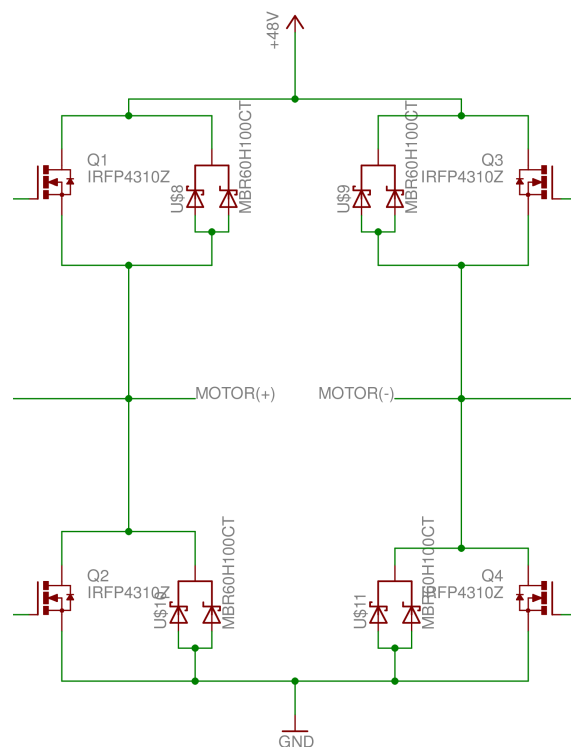 +48V
Q1
IRFP4310Z
U$8
MBR60H100CT
U$9
MBR60H100CT
Q3
IRFP4310Z
MOTOR(+)
MOTOR(-)
Q2
IRFP4310Z
U$10
MBR60H100CT
U$11
MBR60H100CT
Q4
IRFP4310Z
GND